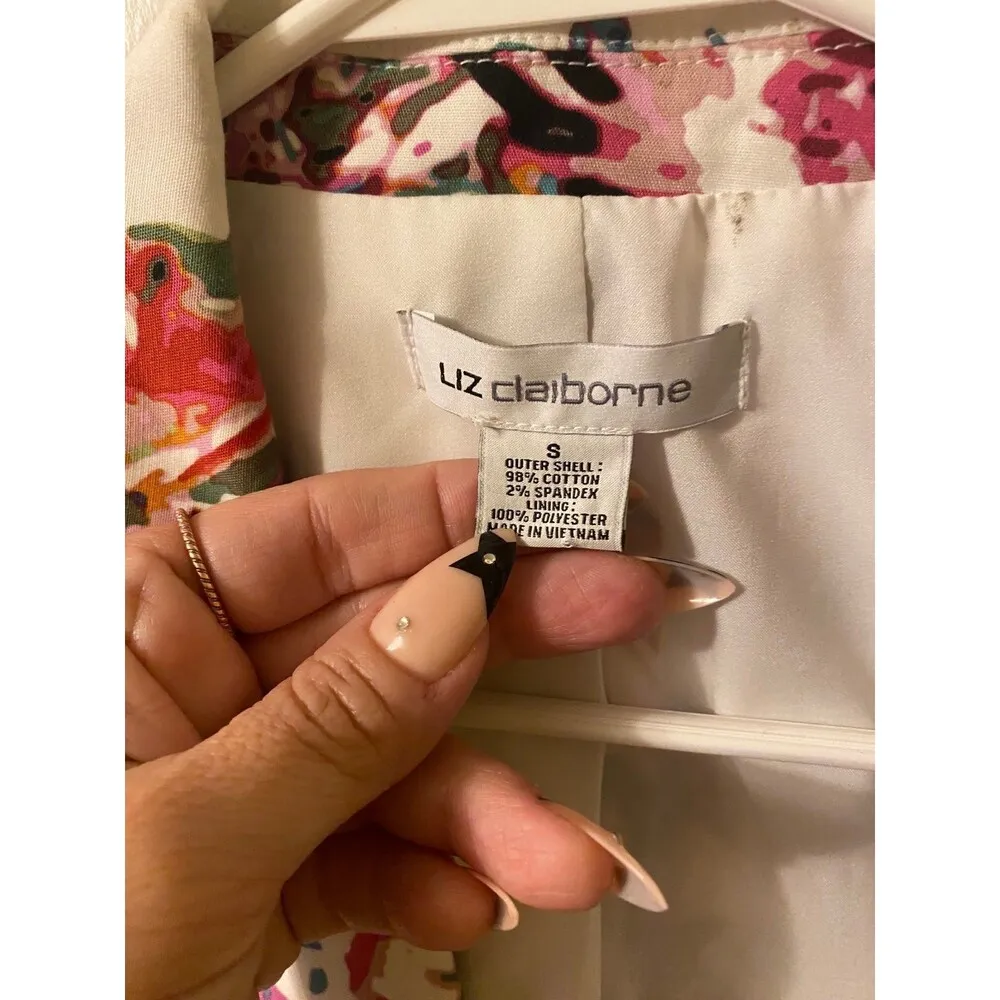 LIZ claiborne
S
OUTER SHELL:
98% COTTON
2% SPANDEX
LINING:
100% POLYESTER
MADE IN VIETNAM